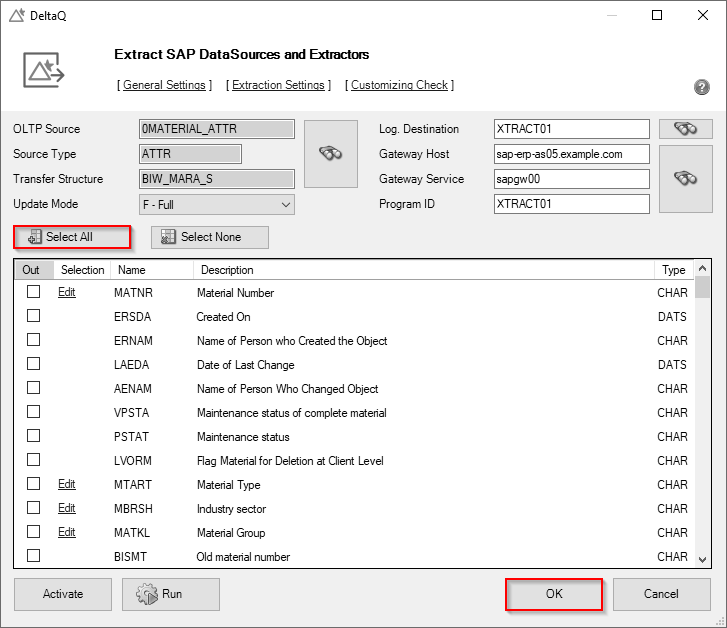 DeltaQ
Extract SAP DataSources and Extractors
[ General Settings ] [ Extraction Settings ] [ Customizing Check ]
?
OLTP Source 0MATERIAL_ATTR Log. Destination XTRACT01
Source Type ATTR Gateway Host sap-erp-as05.example.com
Transfer Structure BIW_MARA_S Gateway Service sapgw00
Update Mode F - Full Program ID XTRACT01
Select All Select None
Out Selection Name Description Type
Edit MATNR Material Number CHAR
ERSDA Created On DATS
ERNAM Name of Person who Created the Object CHAR
LAEDA Date of Last Change DATS
AENAM Name of Person Who Changed Object CHAR
VPSTA Maintenance status of complete material CHAR
PSTAT Maintenance status CHAR
LVORM Flag Material for Deletion at Client Level CHAR
Edit MTART Material Type CHAR
Edit MBRSH Industry sector CHAR
Edit MATKL Material Group CHAR
BISMT Old material number CHAR
Activate Run OK Cancel